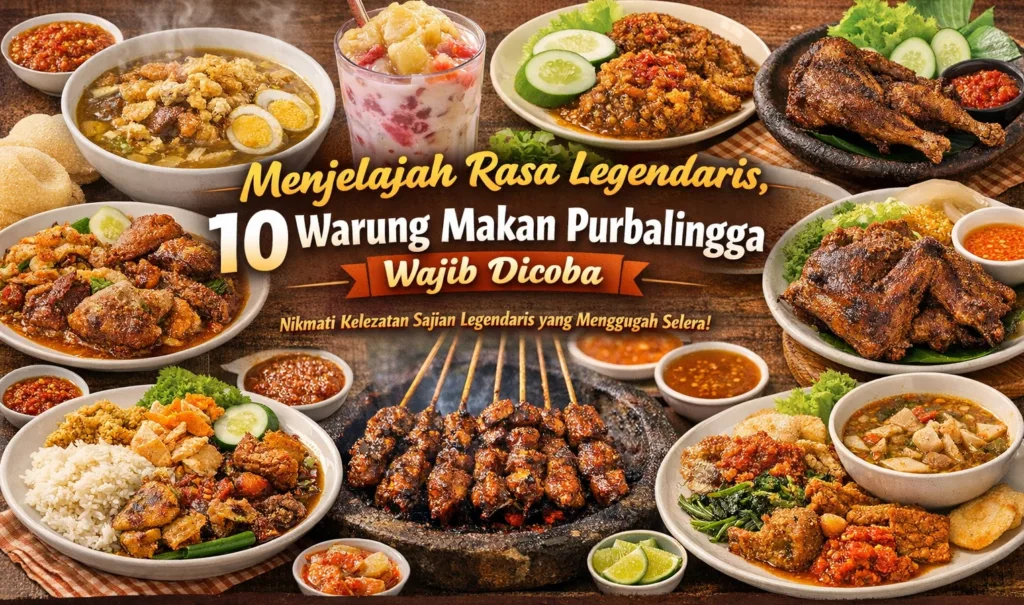 Menjelajah Rasa Legendaris,
10 Warung Makan Purbalingga
Wajib Dicoba
Nikmati Kelezatan Sajian Legendaris yang Menggugah Selera!